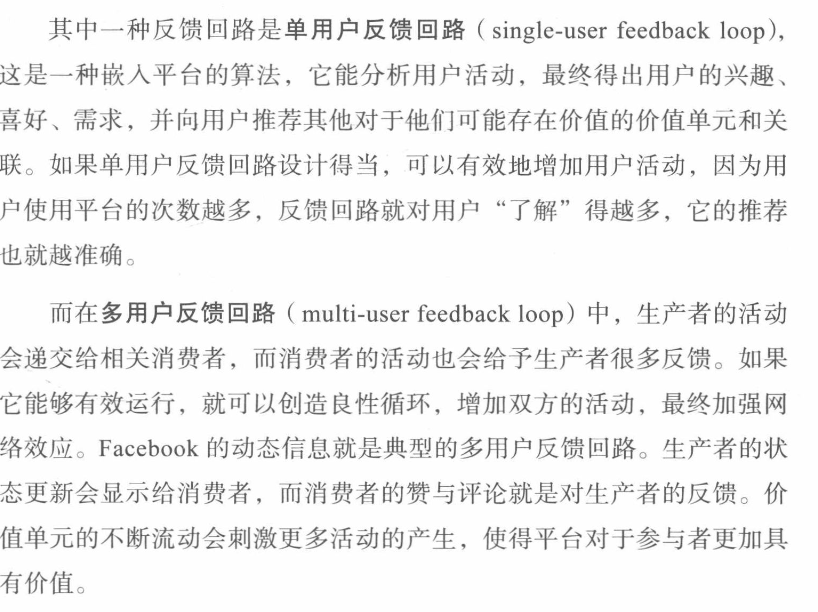 其中一种反馈回路是单用户反馈回路（single-user feedback loop），
这是一种嵌入平台的算法，它能分析用户活动，最终得出用户的兴趣、
喜好、需求，并向用户推荐其他对于他们可能存在价值的价值单元和关
联。如果单用户反馈回路设计得当，可以有效地增加用户活动，因为用
户使用平台的次数越多，反馈回路就对用户“了解”得越多，它的推荐
也就越准确。
而在多用户反馈回路（multi-user feedback loop）中，生产者的活动
会递交给相关消费者，而消费者的活动也会给予生产者很多反馈。如果
它能够有效运行，就可以创造良性循环，增加双方的活动，最终加强网
络效应。Facebook 的动态信息就是典型的多用户反馈回路。生产者的状
态更新会显示给消费者，而消费者的赞与评论就是对生产者的反馈。价
值单元的不断流动会刺激更多活动的产生，使得平台对于参与者更加具
有价值。